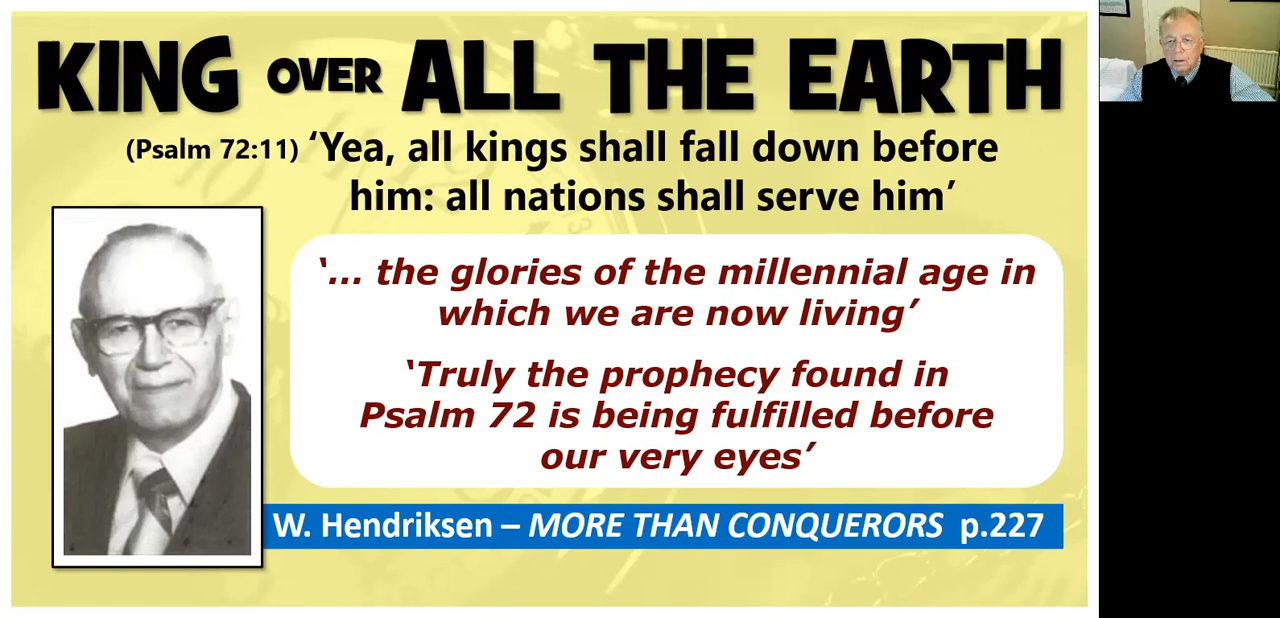 KING OVER ALL THE EARTH
(Psalm 72:11) ‘Yea, all kings shall fall down before
him: all nations shall serve him’
‘... the glories of the millennial age in
which we are now living’
‘Truly the prophecy found in
Psalm 72 is being fulfilled before
our very eyes’
W. Hendriksen – MORE THAN CONQUERORS p.227